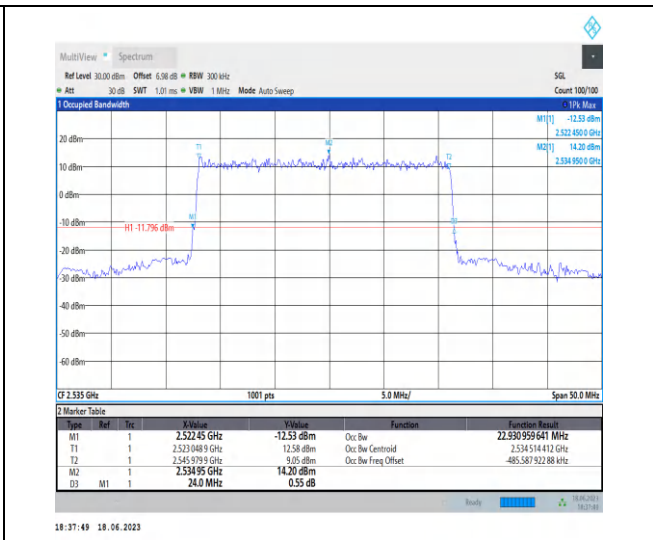 MultiView Spectrum
Ref Level 30.00 dBm Offset 6.98 dB RBW 300 kHz SGL
Att 30 dB SWT 1.01 ms VBW 1 MHz Mode Auto Sweep Count 100/100
1 Occupied Bandwidth 1Pk Max
M1[1] -12.53 dBm
2.522 450 0 GHz
M2[1] 14.20 dBm
2.534 950 0 GHz
20 dBm
T1
M2
T2
10 dBm
0 dBm
-10 dBm
M1
H1 -11.796 dBm
-20 dBm
-30 dBm
-40 dBm
-50 dBm
-60 dBm
CF 2.535 GHz 1001 pts 5.0 MHz/ Span 50.0 MHz
2 Marker Table
Type Ref Trc X-Value Y-Value Function Function Result
M1 1 2.52245 GHz -12.53 dBm Occ Bw 22.930 959 641 MHz
T1 1 2.523 048 9 GHz 12.58 dBm Occ Bw Centroid 2.534 514 412 GHz
T2 1 2.545 979 9 GHz 9.05 dBm Occ Bw Freq Offset -485.587 922 88 kHz
M2 1 2.53495 GHz 14.20 dBm
D3 M1 1 24.0 MHz 0.55 dB
Ready 18.06.2023
18:37:49
18:37:49 18.06.2023